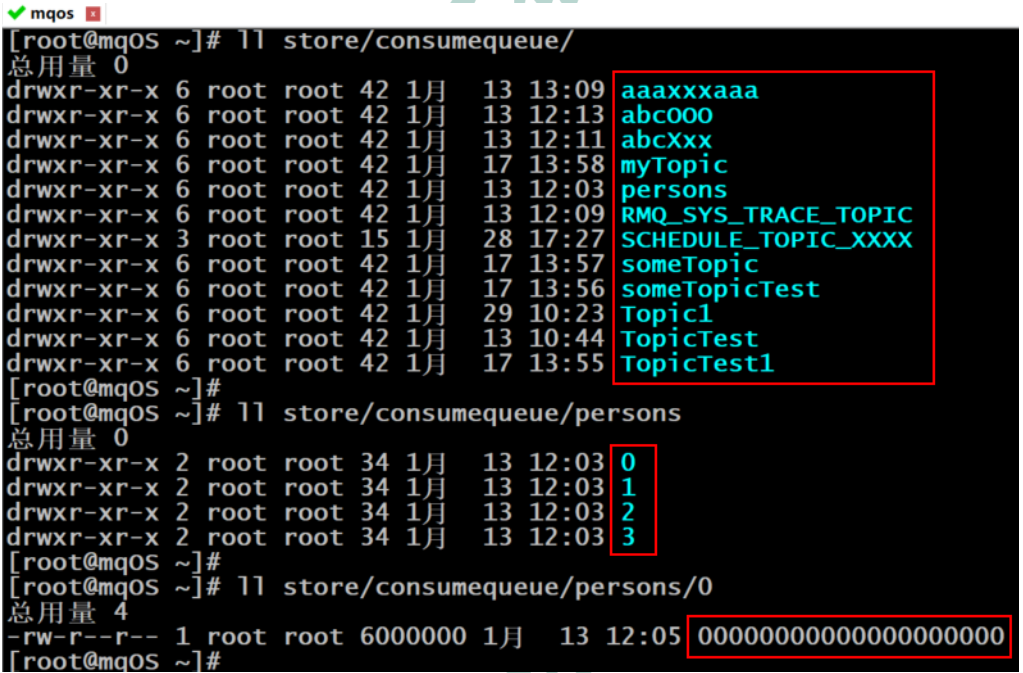 mqos
[root@mqOS ~]# ll store/consumequeue/
总用量 0
drwxr-xr-x 6 root root 42 1月  13 13:09 aaaxxxaaa
drwxr-xr-x 6 root root 42 1月  13 12:13 abcOOO
drwxr-xr-x 6 root root 42 1月  13 12:11 abcXxx
drwxr-xr-x 6 root root 42 1月  17 13:58 myTopic
drwxr-xr-x 6 root root 42 1月  13 12:03 persons
drwxr-xr-x 6 root root 42 1月  13 12:09 RMQ_SYS_TRACE_TOPIC
drwxr-xr-x 3 root root 15 1月  28 17:27 SCHEDULE_TOPIC_XXXX
drwxr-xr-x 6 root root 42 1月  17 13:57 someTopic
drwxr-xr-x 6 root root 42 1月  17 13:56 someTopicTest
drwxr-xr-x 6 root root 42 1月  29 10:23 Topic1
drwxr-xr-x 6 root root 42 1月  13 10:44 TopicTest
drwxr-xr-x 6 root root 42 1月  17 13:55 TopicTest1
[root@mqOS ~]#
[root@mqOS ~]# ll store/consumequeue/persons
总用量 0
drwxr-xr-x 2 root root 34 1月  13 12:03 0
drwxr-xr-x 2 root root 34 1月  13 12:03 1
drwxr-xr-x 2 root root 34 1月  13 12:03 2
drwxr-xr-x 2 root root 34 1月  13 12:03 3
[root@mqOS ~]#
[root@mqOS ~]# ll store/consumequeue/persons/0
总用量 4
-rw-r--r-- 1 root root 6000000 1月  13 12:05 00000000000000000000
[root@mqOS ~]#